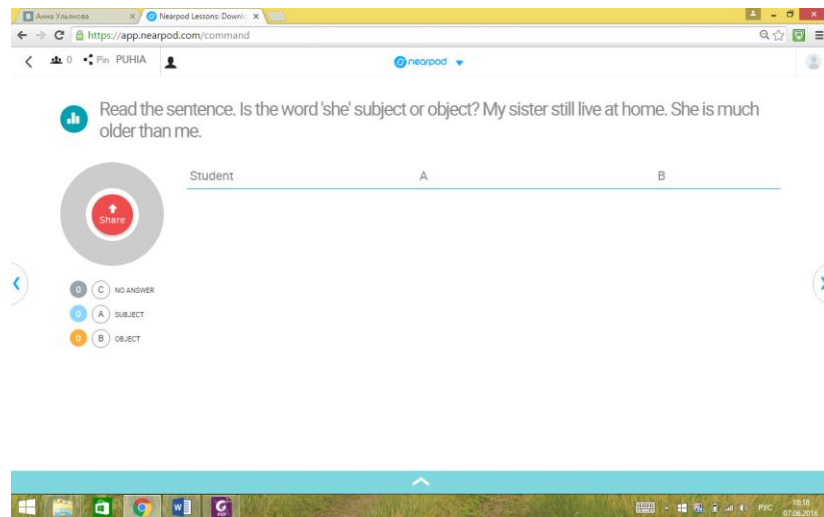 Анна Ульянова
Nearpod Lessons: Downlo
https://app.nearpod.com/command
0 Pin PUHIA
nearpod
Read the sentence. Is the word 'she' subject or object? My sister still live at home. She is much
older than me.
Student A B
Share
0 C NO ANSWER
0 A SUBJECT
0 B OBJECT
РУС
18:18
07.06.2016